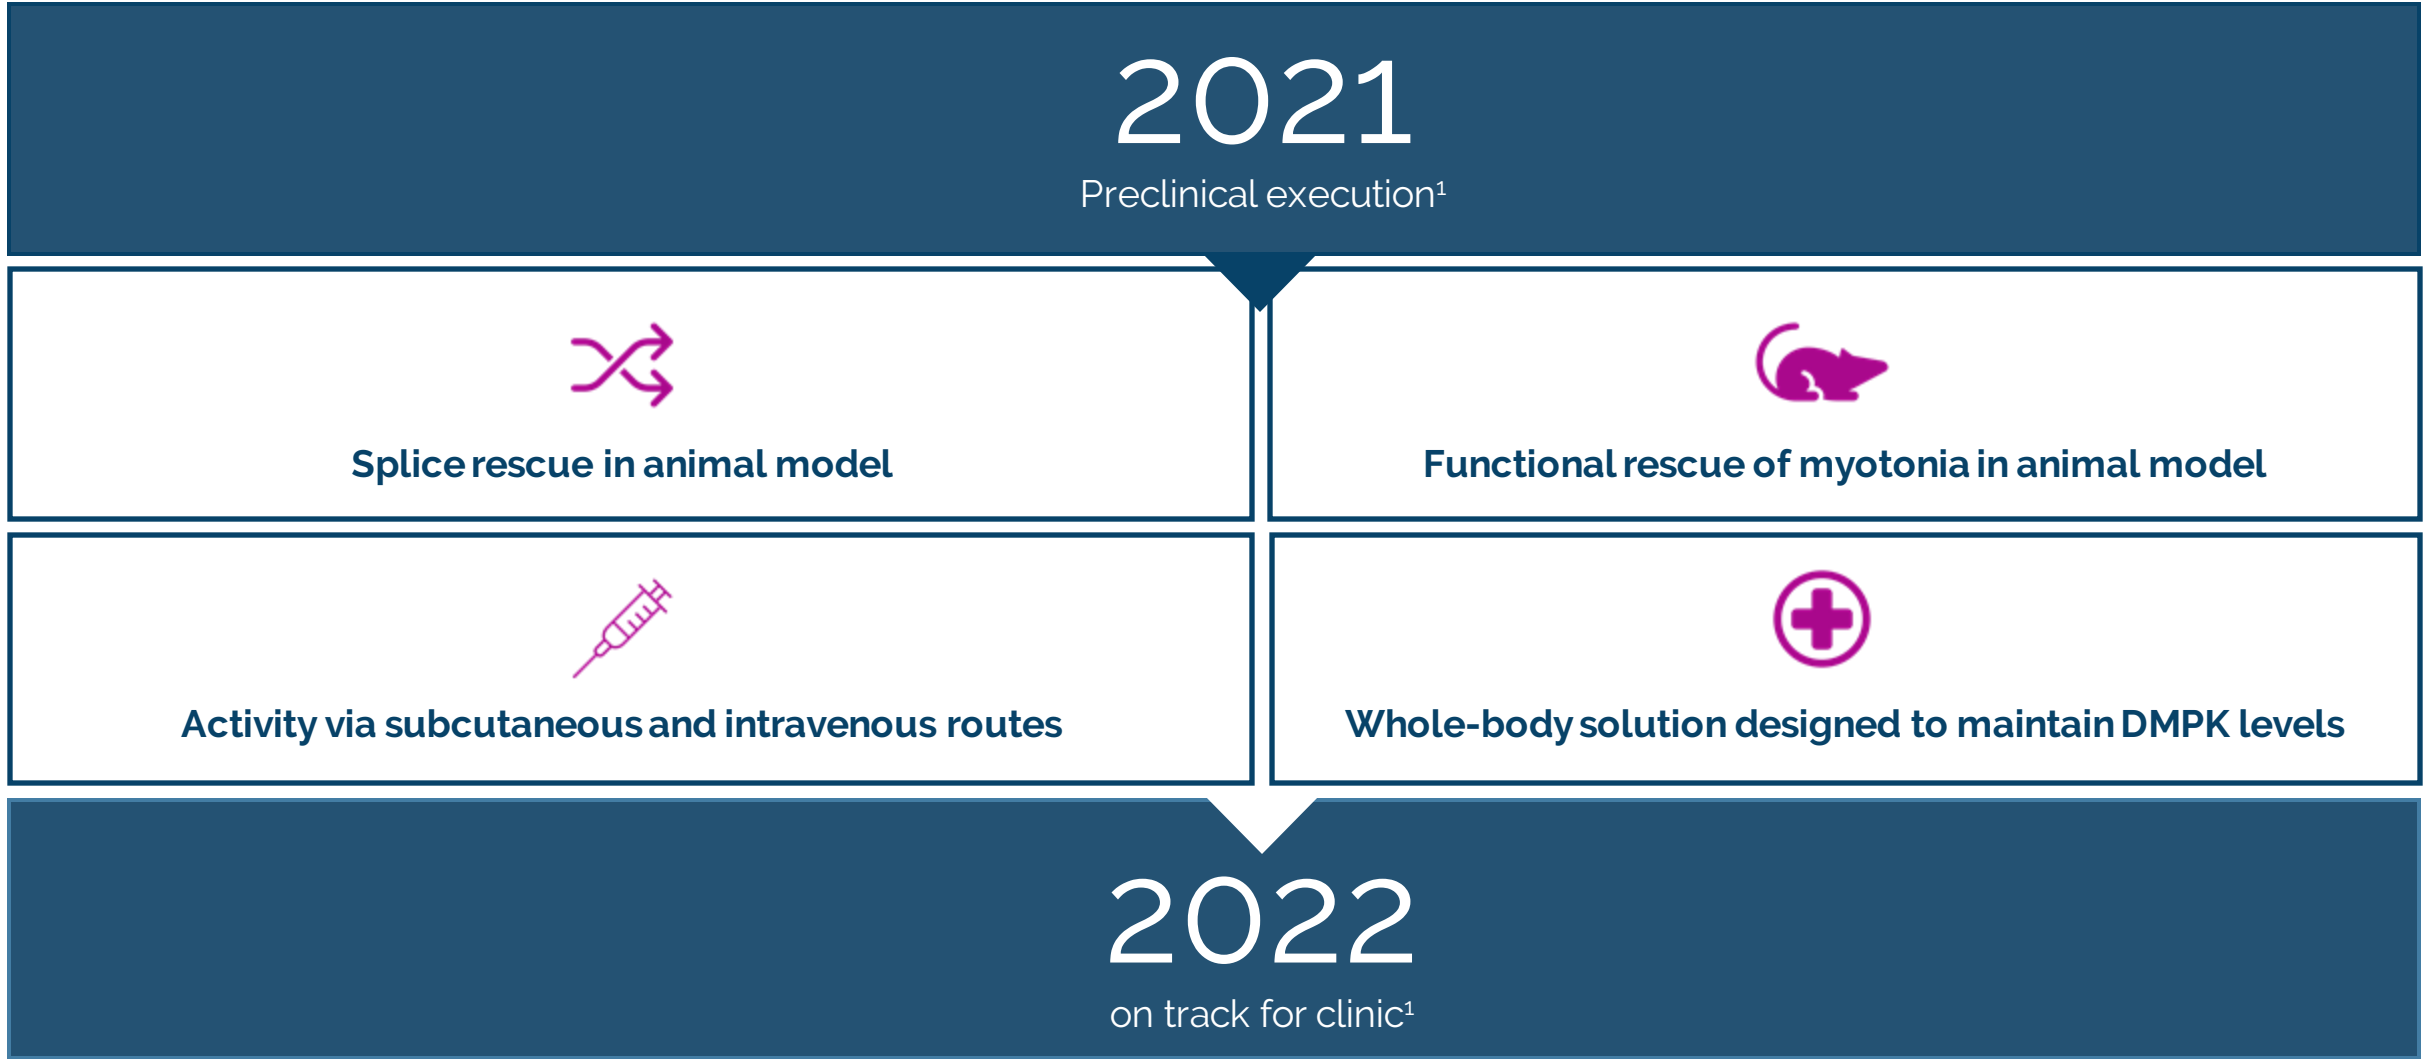 2021
Preclinical execution¹
Splice rescue in animal model
Functional rescue of myotonia in animal model
Activity via subcutaneous and intravenous routes
Whole-body solution designed to maintain DMPK levels
2022
on track for clinic¹